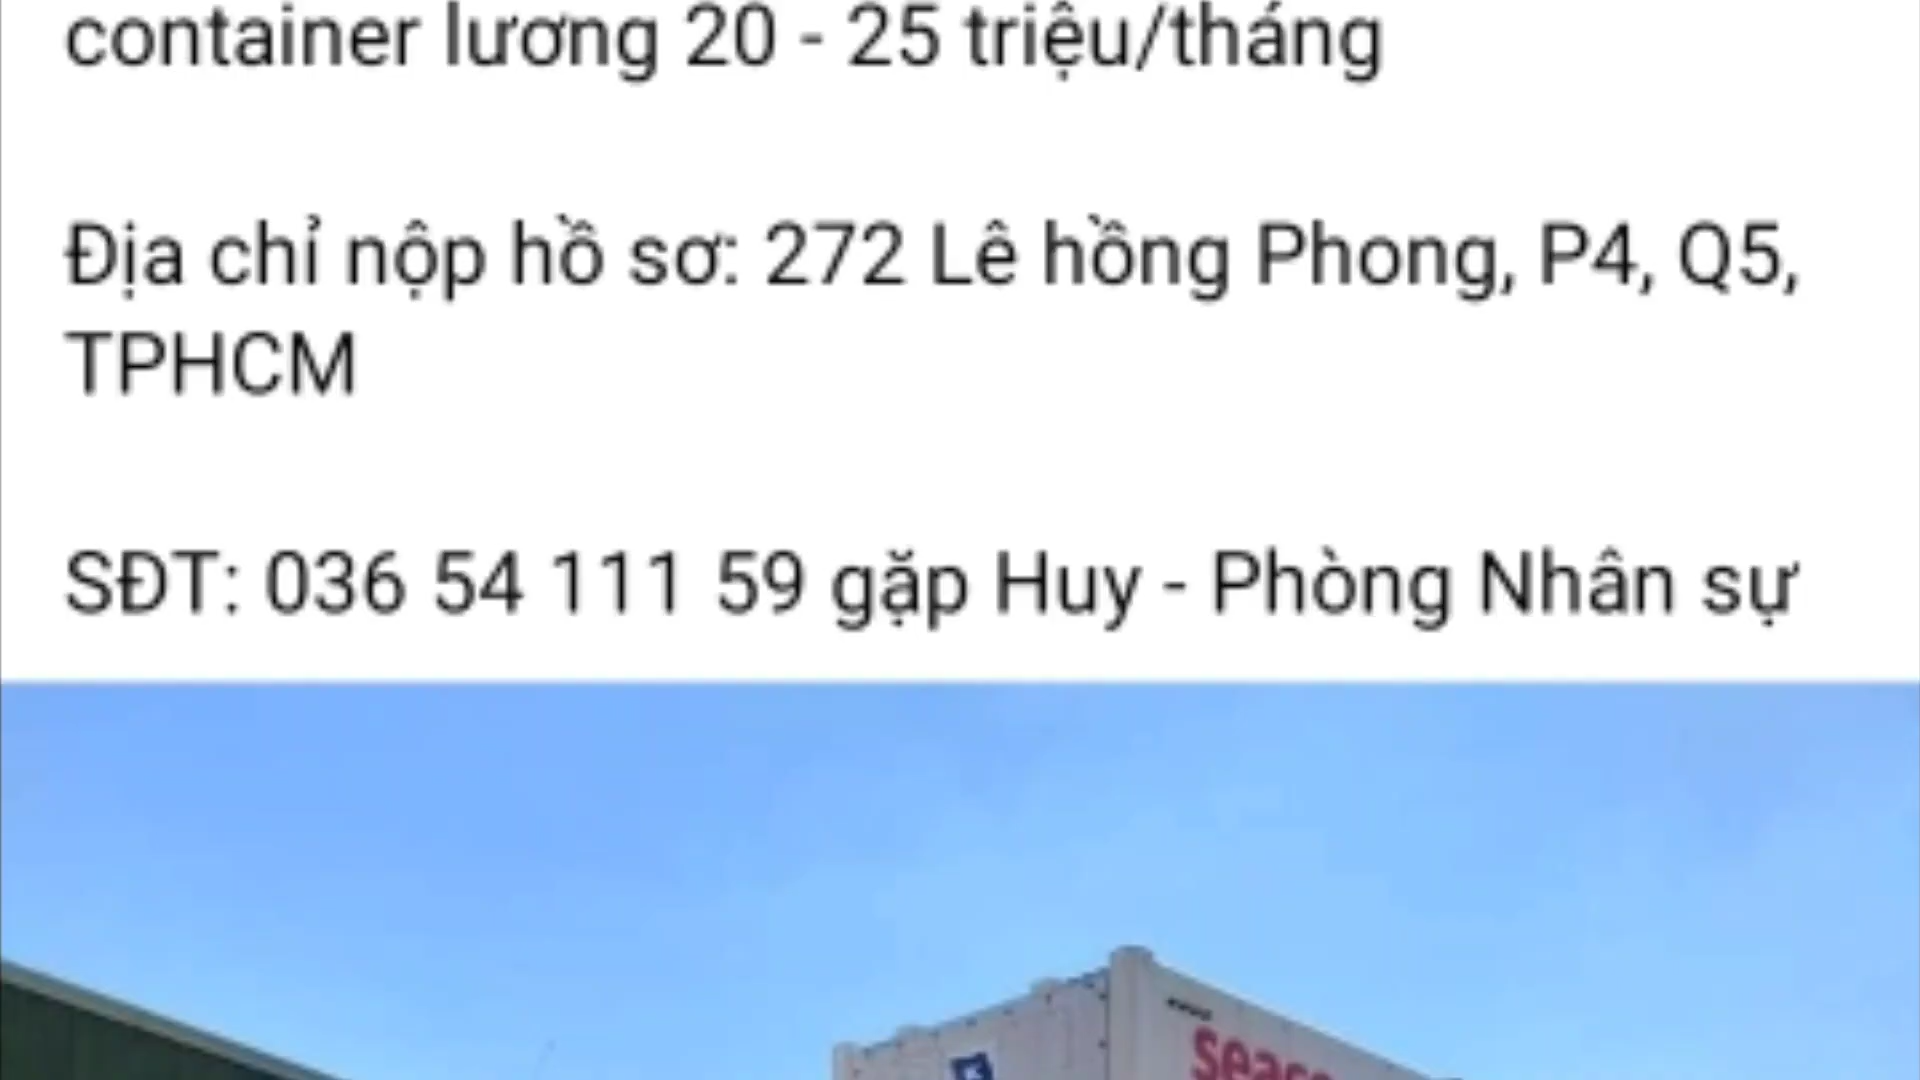 container lương 20 - 25 triệu/tháng
Địa chỉ nộp hồ sơ: 272 Lê hồng Phong, P4, Q5,
TPHCM
SĐT: 036 54 111 59 gặp Huy - Phòng Nhân sự